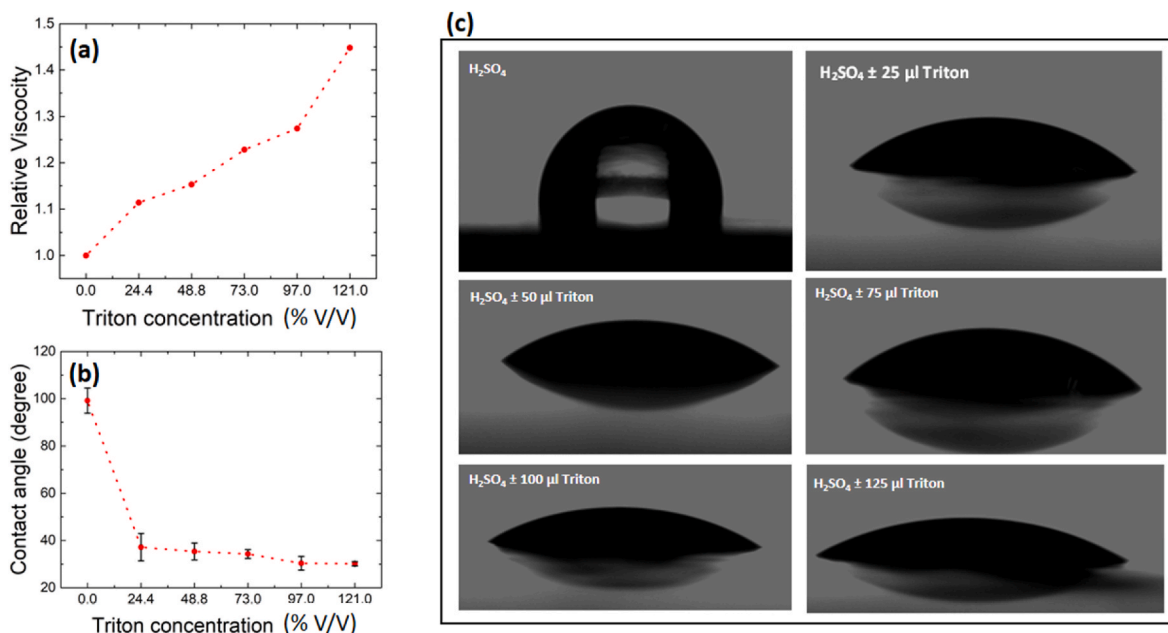 (a)
Relative Viscocity
1.5
1.4
1.3
1.2
1.1
1.0
0.0 24.4 48.8 73.0 97.0 121.0
Triton concentration (% V/V)
(b)
Contact angle (degree)
120
100
80
60
40
20
0.0 24.4 48.8 73.0 97.0 121.0
Triton concentration (% V/V)
(c)
H₂SO₄
H₂SO₄ ± 25 µl Triton
H₂SO₄ ± 50 µl Triton
H₂SO₄ ± 75 µl Triton
H₂SO₄ ± 100 µl Triton
H₂SO₄ ± 125 µl Triton